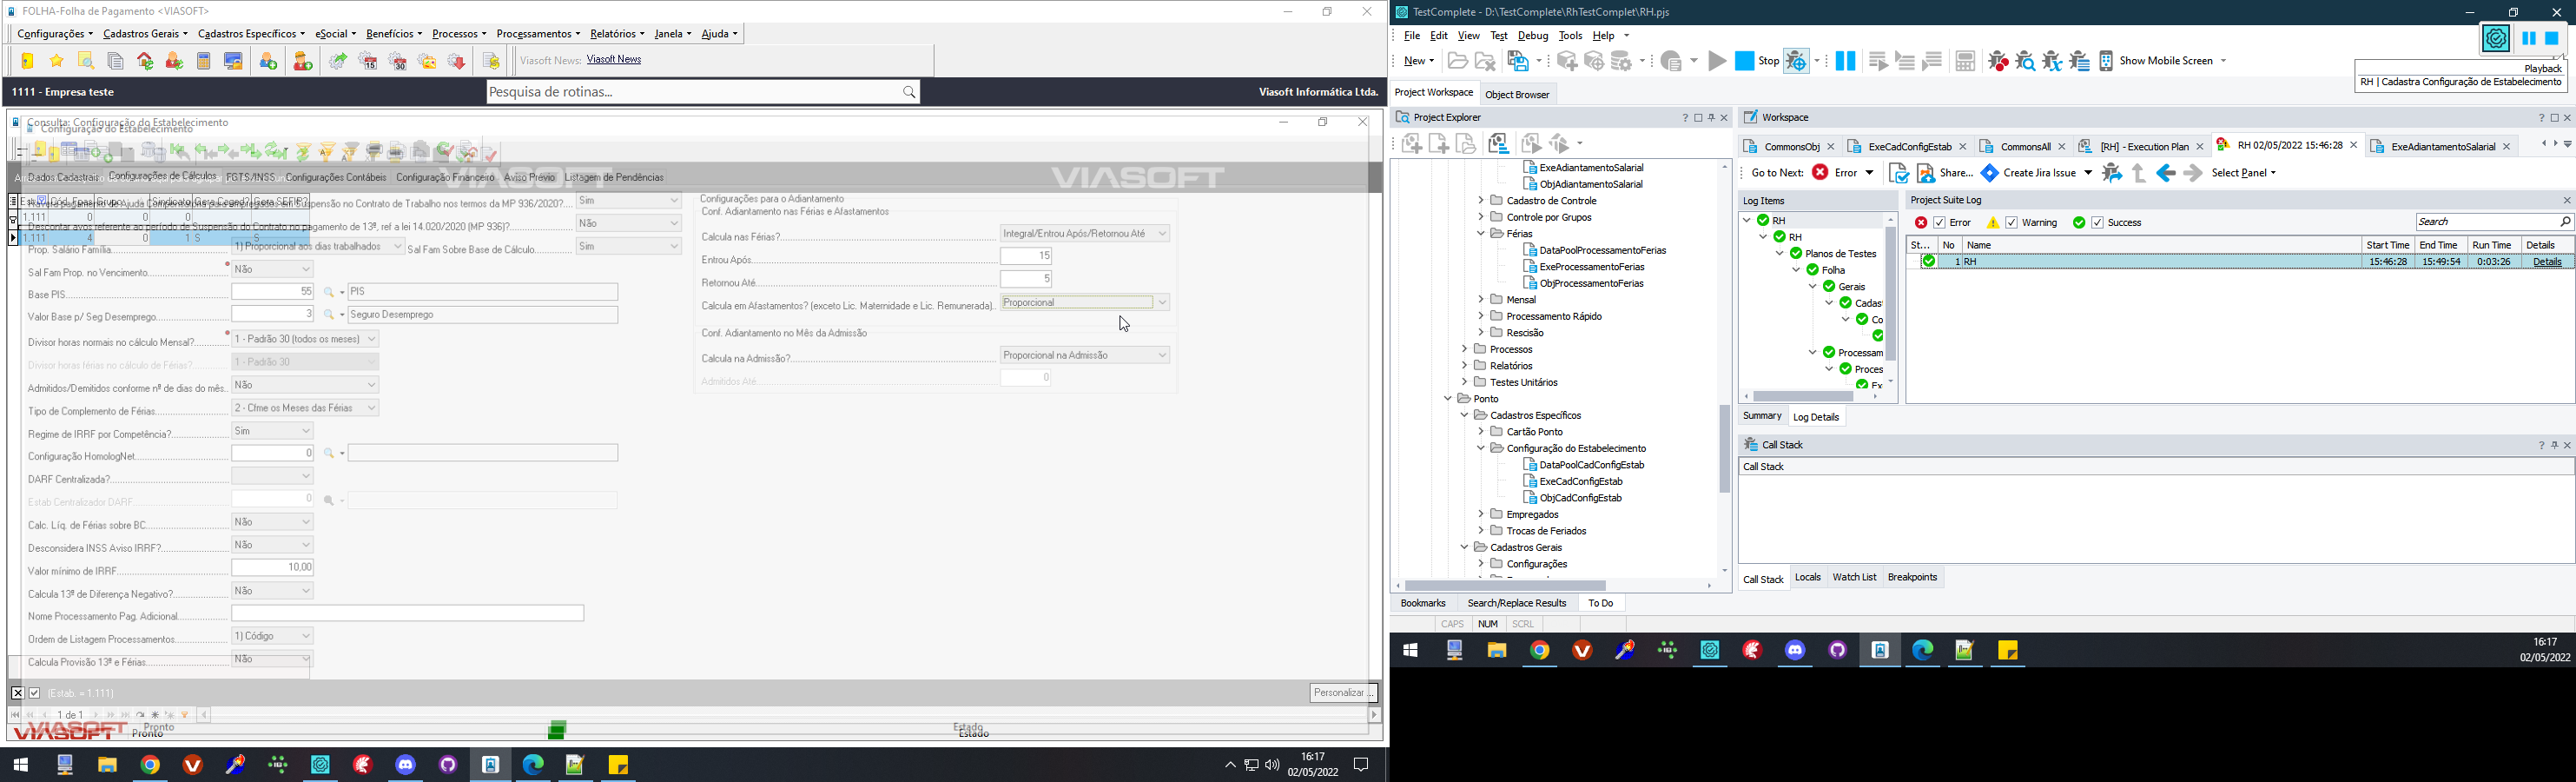 FOLHA-Folha de Pagamento <VIASOFT>
Configurações Cadastros Gerais Cadastros Específicos eSocial Benefícios Processos Processamentos Relatórios Janela Ajuda
Viasoft News: Viasoft News
1111 - Empresa teste
Pesquisa de rotinas...
Viasoft Informática Ltda.
Consulta: Configuração do Estabelecimento
Configuração do Estabelecimento
VIASOFT
VIASOFT
Dados Cadastrais Configurações de Cálculos FGTS/INSS Configurações Contábeis Configuração Financeiro Aviso Prévio Listagem de Pendências
1.111 0 0 0
1.111 4 0 1 S S
Sim
Descontar avos referente ao período de Suspensão do Contrato no pagamento de 13º, ref a lei 14.020/2020 (MP 936)?
Não
Prop. Salário Família
1) Proporcional aos dias trabalhados
Sal Fam Sobre Base de Cálculo
Sim
Sal Fam Prop. no Vencimento
Não
Base PIS
55
PIS
Valor Base p/ Seg Desemprego
3
Seguro Desemprego
Divisor horas normais no cálculo Mensal?
1 - Padrão 30 (todos os meses)
Divisor horas férias no cálculo de Férias?
1 - Padrão 30
Admitidos/Demitidos conforme nº de dias do mês
Não
Tipo de Complemento de Férias
2 - Cfme os Meses das Férias
Regime de IRRF por Competência?
Sim
Configuração HomologNet
0
DARF Centralizada?
Estab Centralizador DARF
0
Calc. Líq. de Férias sobre BC
Não
Desconsidera INSS Aviso IRRF?
Não
Valor mínimo de IRRF
10,00
Calcula 13º de Diferença Negativo?
Não
Nome Processamento Pag. Adicional
Ordem de Listagem Processamentos
1) Código
Calcula Provisão 13º e Férias
Não
Configurações para o Adiantamento
Conf. Adiantamento nas Férias e Afastamentos
Calcula nas Férias?
Integral/Entrou Após/Retornou Até
Entrou Após
15
Retornou Até
5
Calcula em Afastamentos? (exceto Lic. Maternidade e Lic. Remunerada)
Proporcional
Conf. Adiantamento no Mês da Admissão
Calcula na Admissão?
Proporcional na Admissão
Admitidos Até
0
(Estab. = 1.111)
Personalizar ...
1 de 1
VIASOFT
Pronto
Estado
VIASOFT
Pronto
Estado
16:17
02/05/2022
TestComplete - D:\TestComplete\RhTestComplet\RH.pjs
File Edit View Test Debug Tools Help
New
Stop
Show Mobile Screen
Playback
RH | Cadastra Configuração de Estabelecimento
Project Workspace
Object Browser
Project Explorer
ExeAdiantamentoSalarial
ObjAdiantamentoSalarial
Cadastro de Controle
Controle por Grupos
Férias
DataPoolProcessamentoFerias
ExeProcessamentoFerias
ObjProcessamentoFerias
Mensal
Processamento Rápido
Rescisão
Processos
Relatórios
Testes Unitários
Ponto
Cadastros Específicos
Cartão Ponto
Configuração do Estabelecimento
DataPoolCadConfigEstab
ExeCadConfigEstab
ObjCadConfigEstab
Empregados
Trocas de Feriados
Cadastros Gerais
Configurações
Bookmarks Search/Replace Results To Do
CAPS NUM SCRL
Workspace
CommonsObj ExeCadConfigEstab CommonsAll [RH] - Execution Plan RH 02/05/2022 15:46:28 ExeAdiantamentoSalarial
Go to Next: Error Share... Create Jira Issue Select Panel
Log Items
RH
RH
Planos de Testes
Folha
Gerais
Cadas
Co
Processam
Proces
Ex
Summary Log Details
Project Suite Log
Error Warning Success
Search
St... No Name Start Time End Time Run Time Details
1 RH 15:46:28 15:49:54 0:03:26 Details
Call Stack
Call Stack
Call Stack Locals Watch List Breakpoints
16:17
02/05/2022